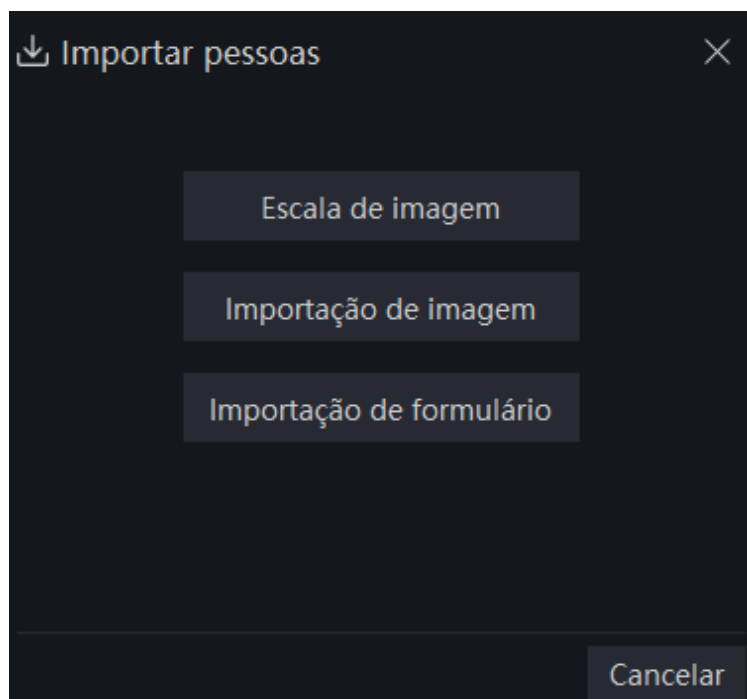 Importar pessoas
Escala de imagem
Importação de imagem
Importação de formulário
Cancelar